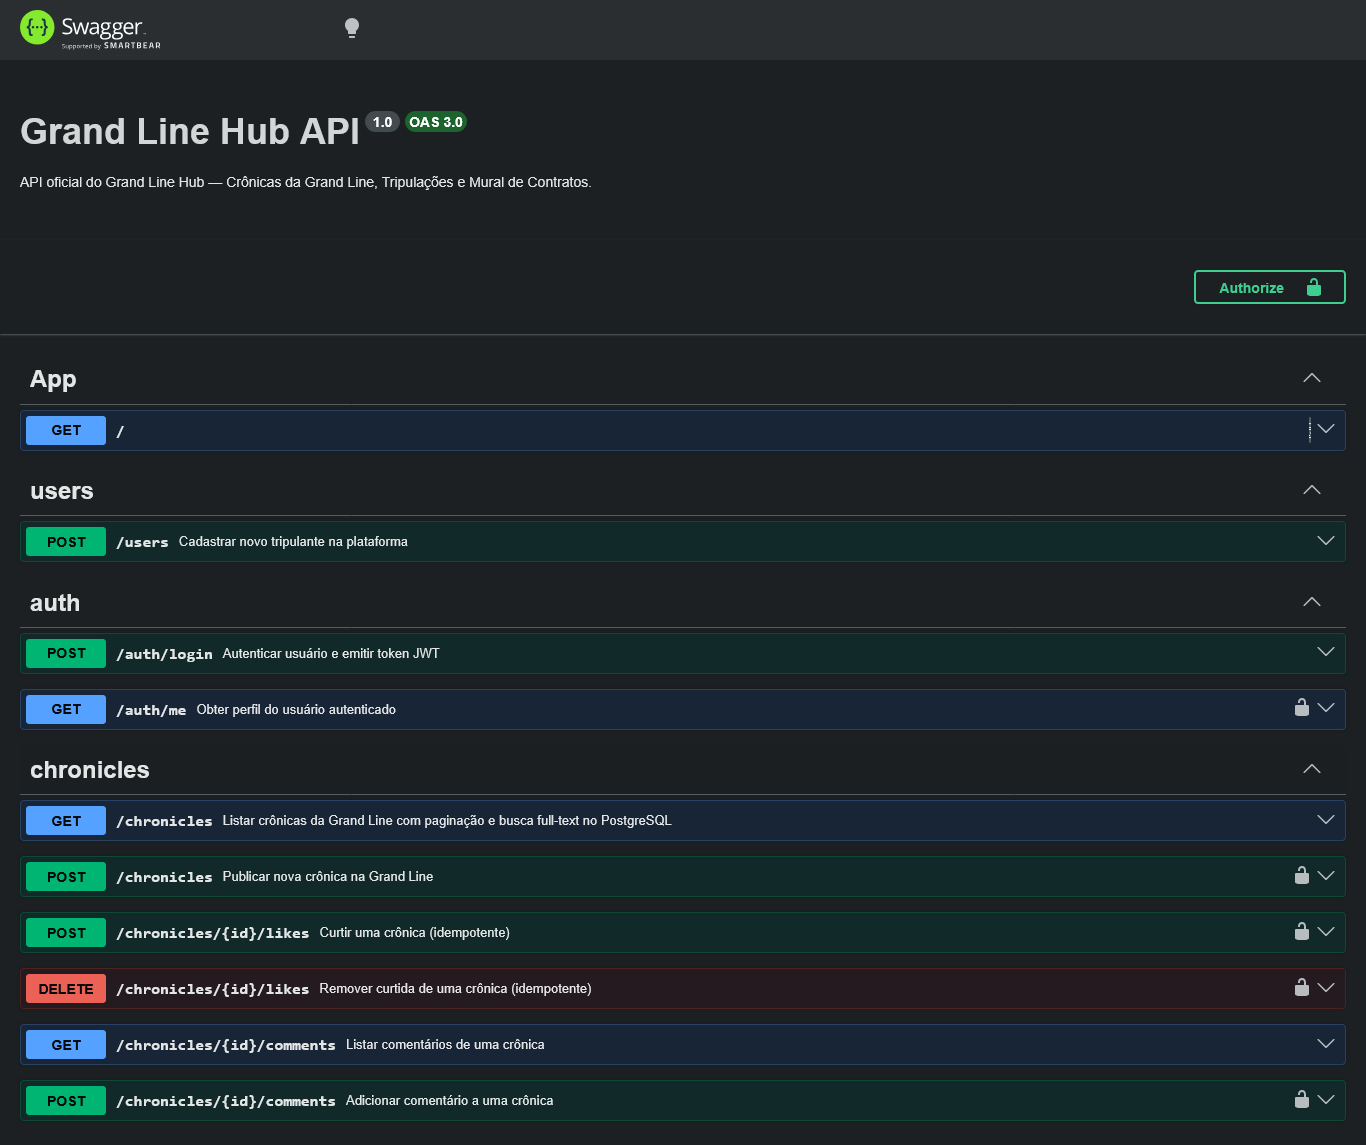 Swagger
Supported by SMARTBEAR
Grand Line Hub API 1.0 OAS 3.0
API oficial do Grand Line Hub — Crônicas da Grand Line, Tripulações e Mural de Contratos.
Authorize
App
GET /
users
POST /users Cadastrar novo tripulante na plataforma
auth
POST /auth/login Autenticar usuário e emitir token JWT
GET /auth/me Obter perfil do usuário autenticado
chronicles
GET /chronicles Listar crônicas da Grand Line com paginação e busca full-text no PostgreSQL
POST /chronicles Publicar nova crônica na Grand Line
POST /chronicles/{id}/likes Curtir uma crônica (idempotente)
DELETE /chronicles/{id}/likes Remover curtida de uma crônica (idempotente)
GET /chronicles/{id}/comments Listar comentários de uma crônica
POST /chronicles/{id}/comments Adicionar comentário a uma crônica